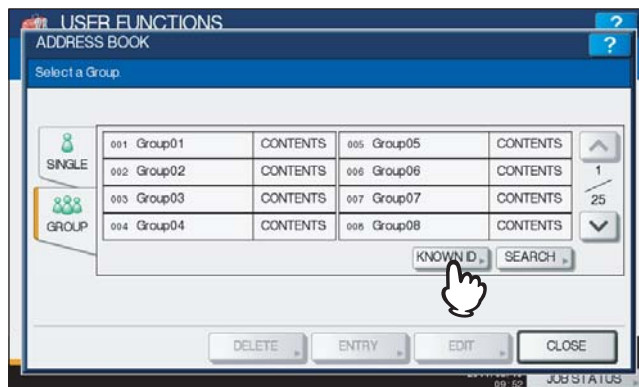 USER FUNCTIONS ?
ADDRESS BOOK ?
Select a Group.
SINGLE
GROUP
001 Group01 CONTENTS 005 Group05 CONTENTS
002 Group02 CONTENTS 006 Group06 CONTENTS
003 Group03 CONTENTS 007 Group07 CONTENTS
004 Group04 CONTENTS 008 Group08 CONTENTS
1
25
KNOWN ID SEARCH
DELETE ENTRY EDIT CLOSE
09:52 JOB STATUS